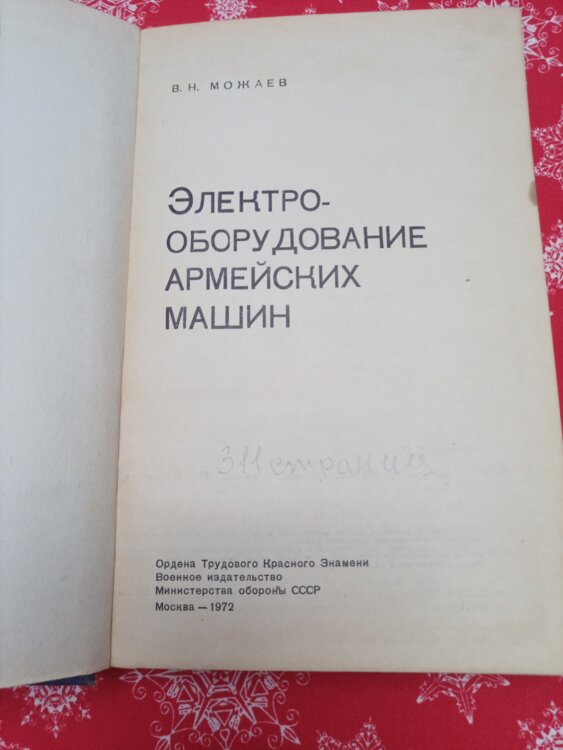 В. Н. МОЖАЕВ
ЭЛЕКТРО-
ОБОРУДОВАНИЕ
АРМЕЙСКИХ
МАШИН
311 страниц
Ордена Трудового Красного Знамени
Военное издательство
Министерства обороны СССР
Москва — 1972